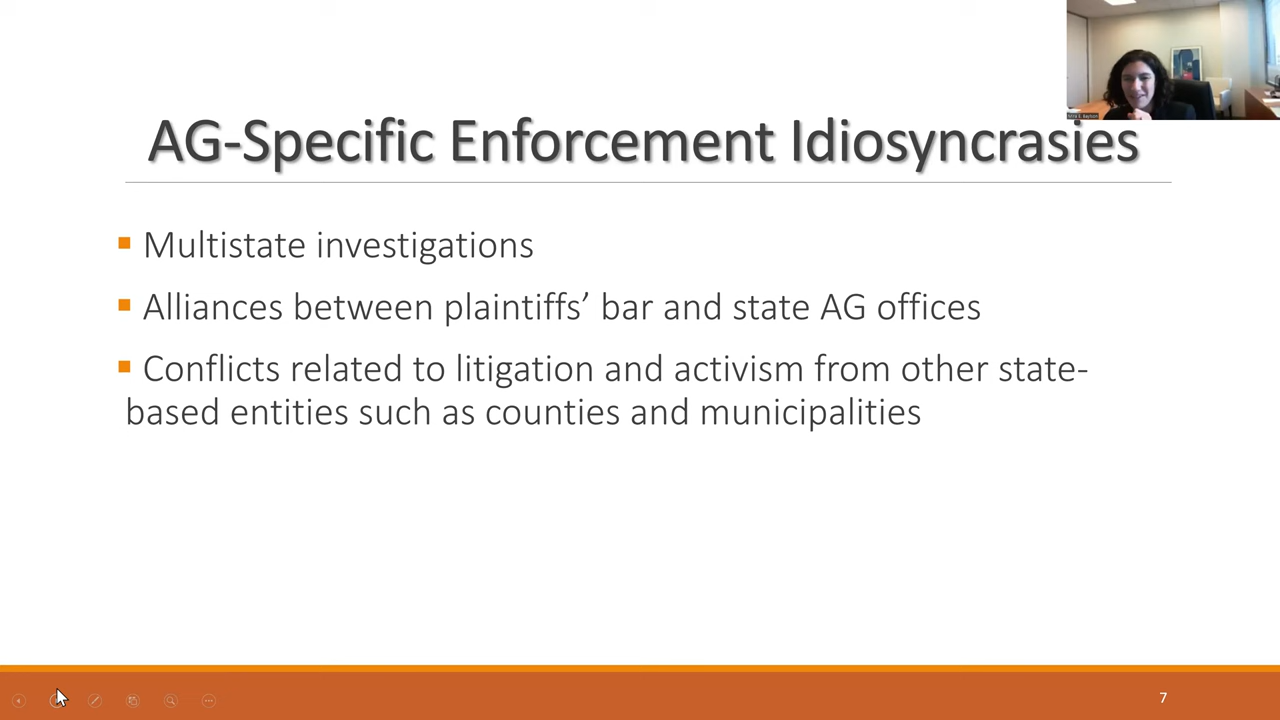 AG-Specific Enforcement Idiosyncrasies
Multistate investigations
Alliances between plaintiffs’ bar and state AG offices
Conflicts related to litigation and activism from other state-
based entities such as counties and municipalities
7